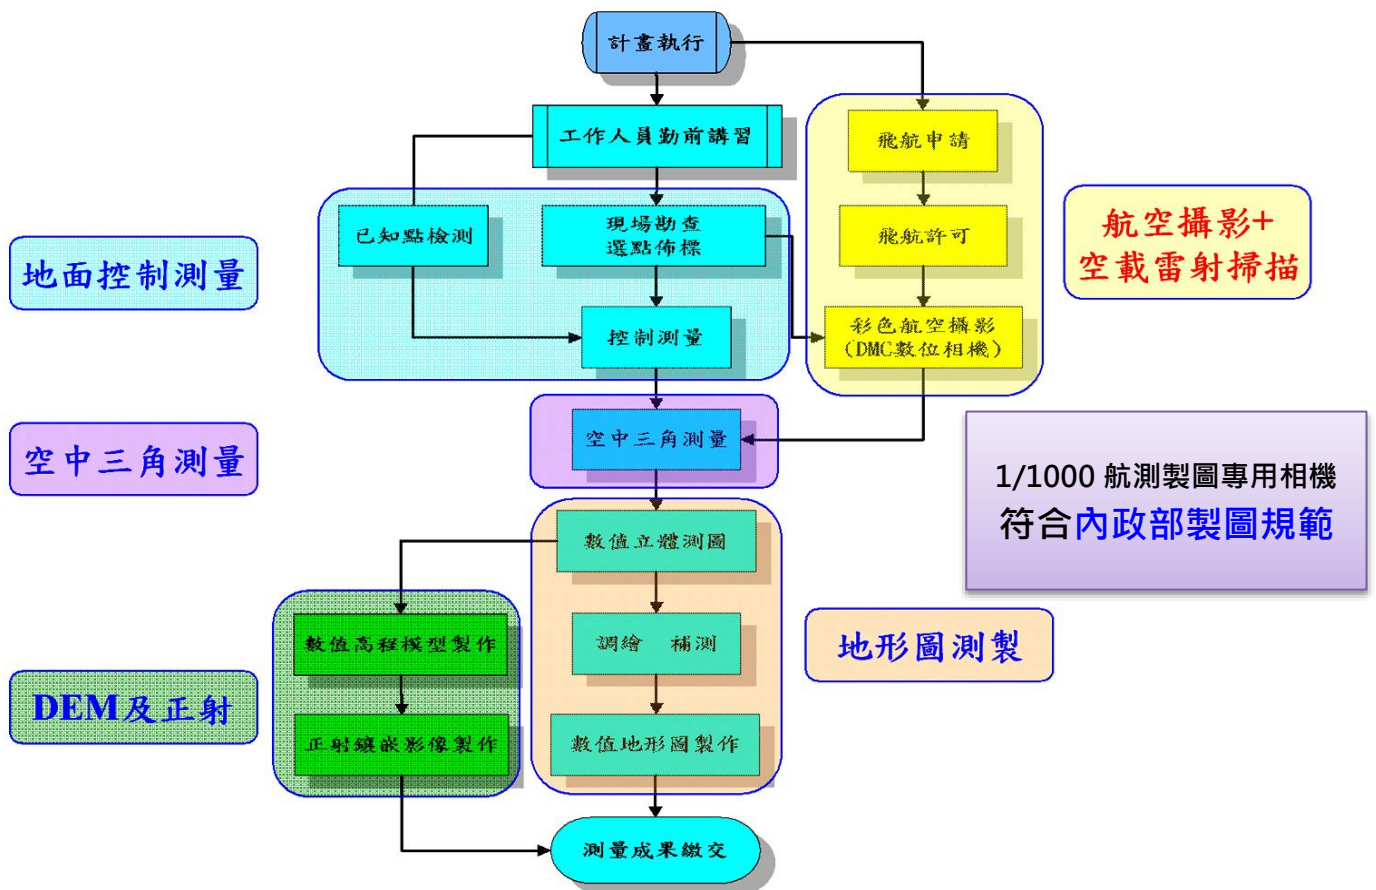 計畫執行
工作人員勤前講習
飛航申請
已知點檢測
現場勘查
選點佈標
飛航許可
航空攝影+
空載雷射掃描
地面控制測量
控制測量
彩色航空攝影
(DMC數位相機)
空中三角測量
空中三角測量
1/1000 航測製圖專用相機
符合內政部製圖規範
數值立體測圖
數值高程模型製作
調繪 補測
地形圖測製
DEM及正射
正射鑲嵌影像製作
數值地形圖製作
測量成果繳交